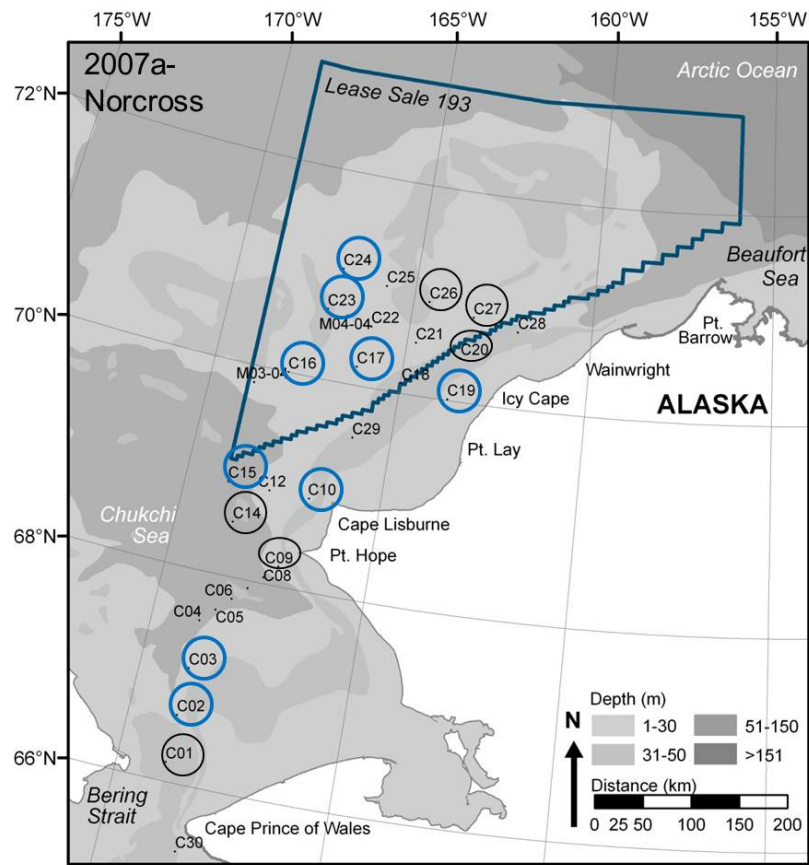 175°W
170°W
165°W
160°W
155°W
2007a-
Norcross
Arctic Ocean
Lease Sale 193
72°N
Beaufort
Sea
C24
C25
C26
C23
C27
M04-04
C22
C28
70°N
C21
C20
Pt.
Barrow
C16
C17
Wainwright
M03-04
C18
C19
Icy Cape
ALASKA
C29
Pt. Lay
C15
C12
C10
C14
Cape Lisburne
Chukchi
Sea
68°N
C09
Pt. Hope
C08
C06
C04
C05
C03
C02
66°N
C01
Bering
Strait
Cape Prince of Wales
C30
Depth (m)
N
1-30
51-150
31-50
>151
Distance (km)
0 25 50 100 150 200